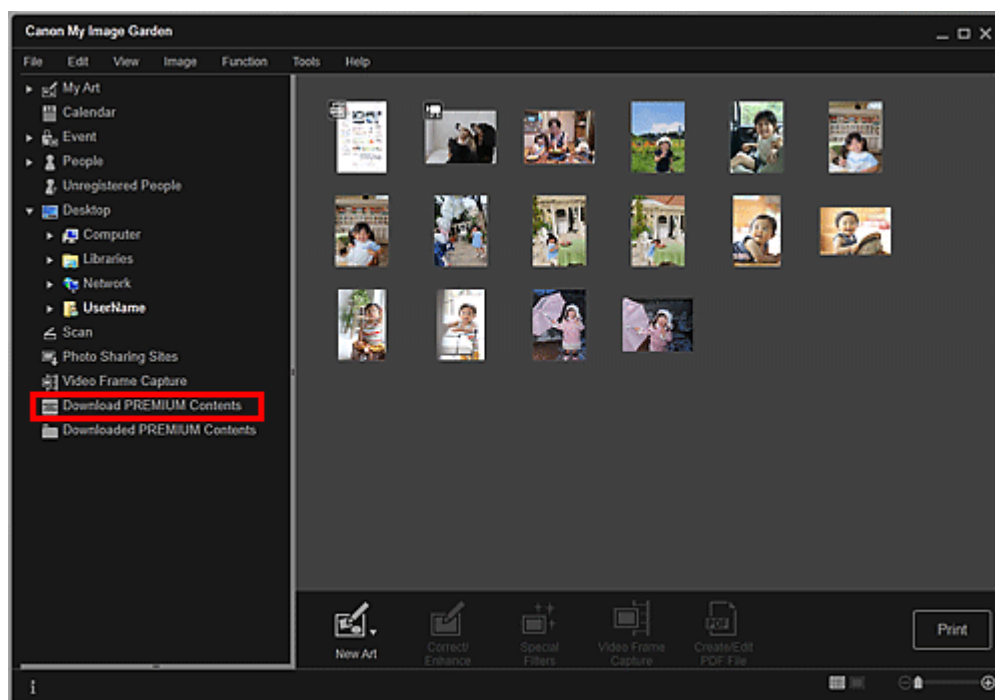 Canon My Image Garden
File Edit View Image Function Tools Help
My Art
Calendar
Event
People
Unregistered People
Desktop
Computer
Libraries
Network
UserName
Scan
Photo Sharing Sites
Video Frame Capture
Download PREMIUM Contents
Downloaded PREMIUM Contents
New Art
Correct/
Enhance
Special
Filters
Video Frame
Capture
PDF
Create/Edit
PDF File
Print